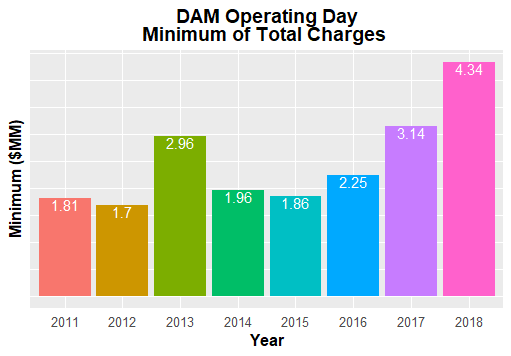 DAM Operating Day
Minimum of Total Charges
Minimum ($MM)
1.81
1.7
2.96
1.96
1.86
2.25
3.14
4.34
2011 2012 2013 2014 2015 2016 2017 2018
Year